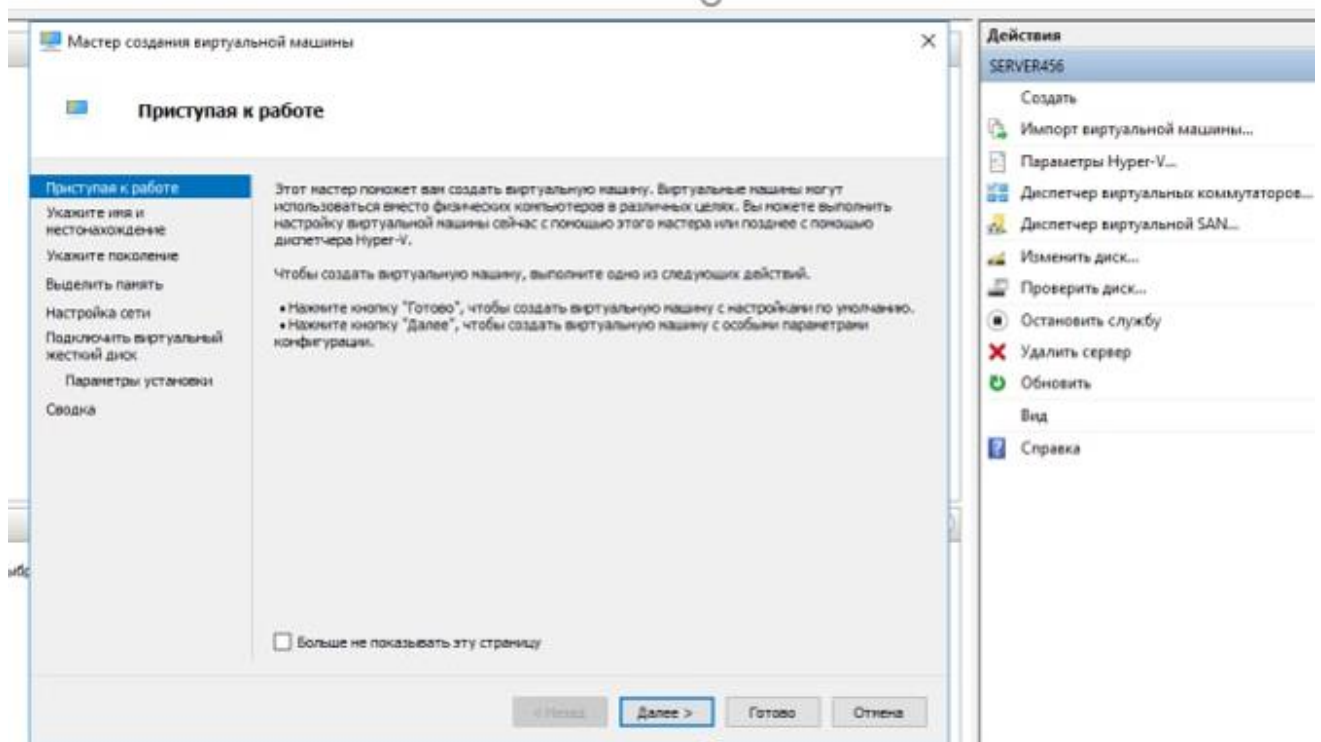 Мастер создания виртуальной машины
Приступая к работе
Приступая к работе
Укажите имя и
местонахождение
Укажите поколение
Выделить память
Настройка сети
Подключить виртуальный
жесткий диск
Параметры установки
Сводка
Этот мастер поможет вам создать виртуальную машину. Виртуальные машины могут
использоваться вместо физических компьютеров в различных целях. Вы можете выполнить
настройку виртуальной машины сейчас с помощью этого мастера или позднее с помощью
диспетчера Hyper-V.
Чтобы создать виртуальную машину, выполните одно из следующих действий.
• Нажмите кнопку "Готово", чтобы создать виртуальную машину с настройками по умолчанию.
• Нажмите кнопку "Далее", чтобы создать виртуальную машину с особыми параметрами
конфигурации.
Больше не показывать эту страницу
< Назад
Далее >
Готово
Отмена
Действия
SERVER456
Создать
Импорт виртуальной машины...
Параметры Hyper-V...
Диспетчер виртуальных коммутаторов...
Диспетчер виртуальной SAN...
Изменить диск...
Проверить диск...
Остановить службу
Удалить сервер
Обновить
Вид
Справка